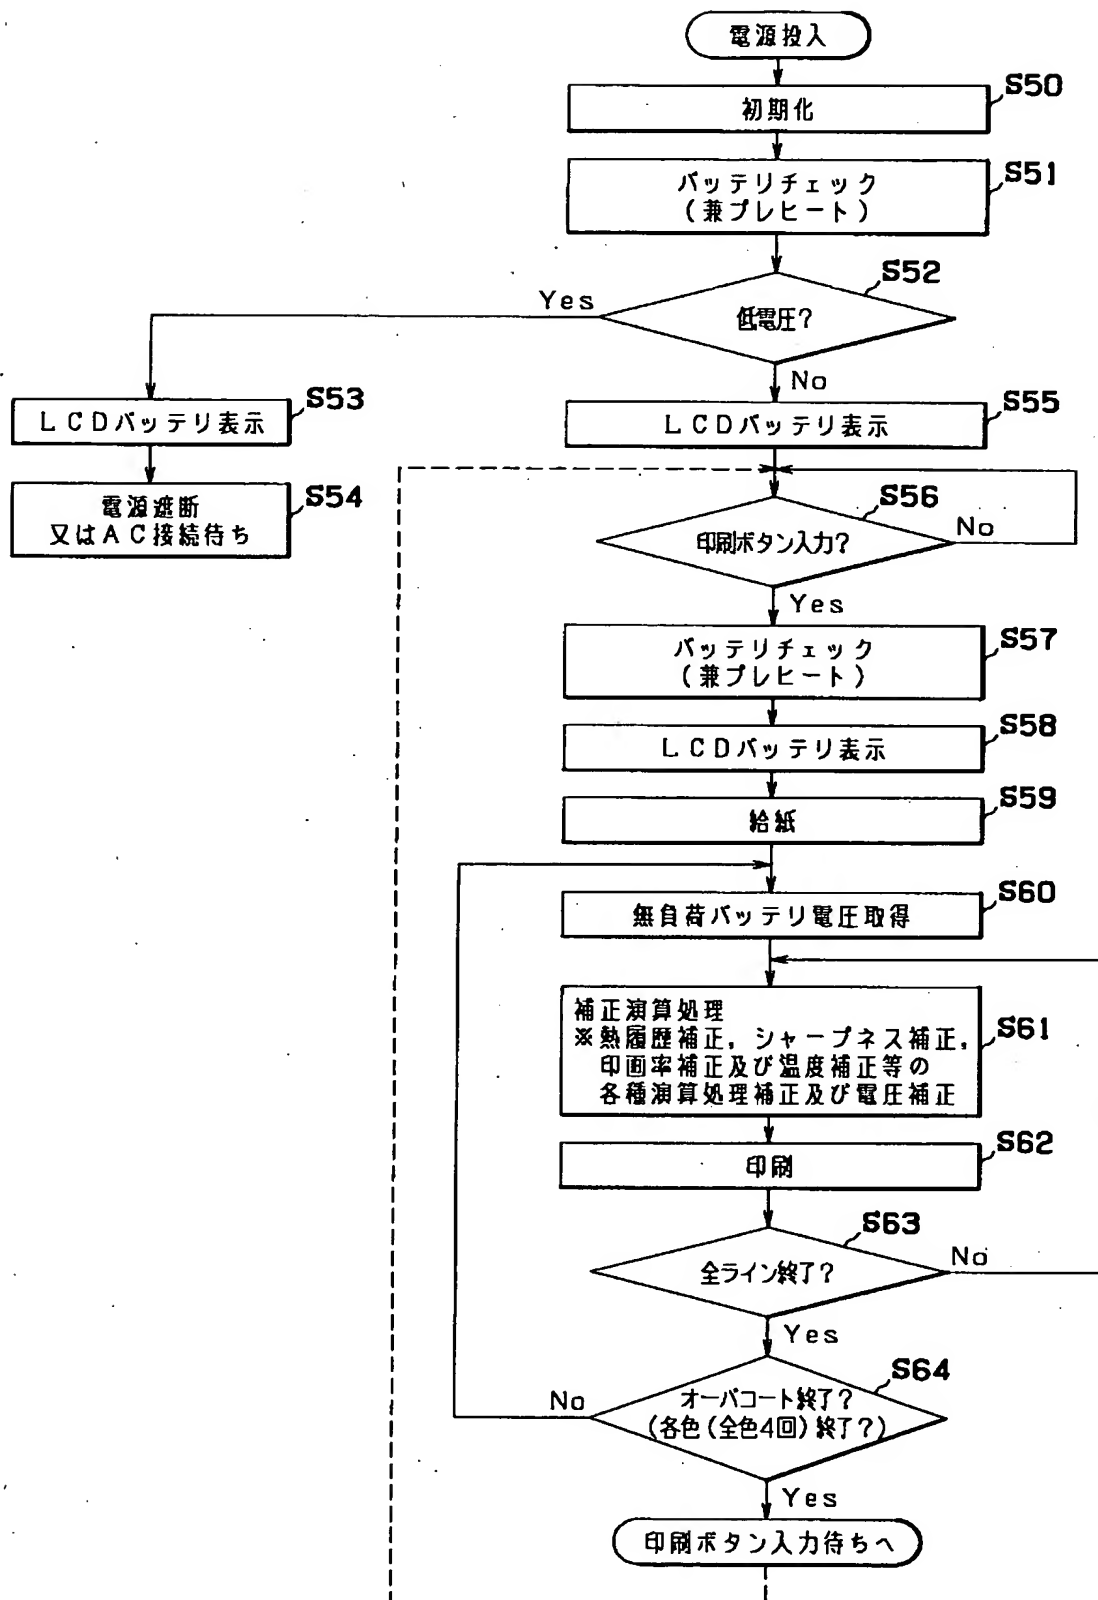 電源投入
S50
初期化
S51
バッテリチェック
(兼プレヒート)
S52
低電圧?
Yes
No
S53
LCDバッテリ表示
S54
電源遮断
又はAC接続待ち
S55
LCDバッテリ表示
S56
印刷ボタン入力?
No
Yes
S57
バッテリチェック
(兼プレヒート)
S58
LCDバッテリ表示
S59
給紙
S60
無負荷バッテリ電圧取得
S61
補正演算処理
※熱履歴補正,シャープネス補正,
印画率補正及び温度補正等の
各種演算処理補正及び電圧補正
S62
印刷
S63
全ライン終了?
No
Yes
S64
オーバコート終了?
(各色(全色4回)終了?)
No
Yes
印刷ボタン入力待ちへ